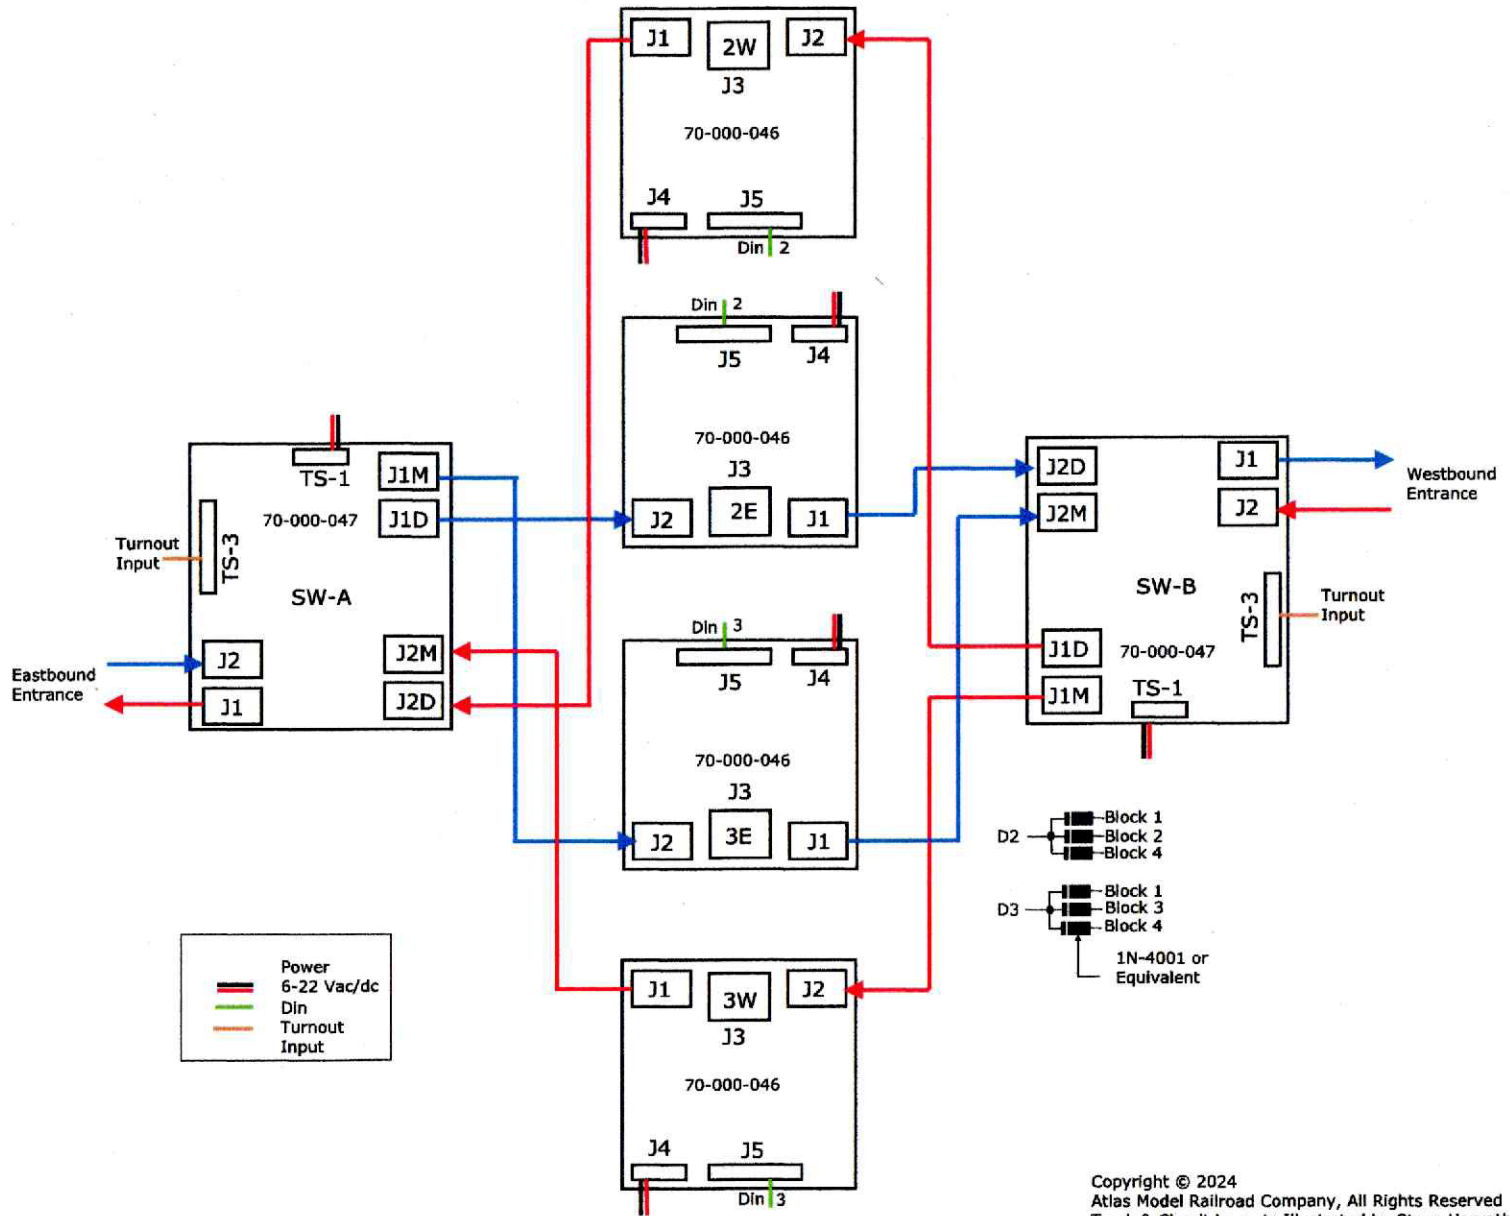 J1
2W
J2
J3
70-000-046
J4
J5
Din 2
Din 2
J5
J4
70-000-046
J3
J2
2E
J1
TS-1
J1M
70-000-047
J1D
Turnout
Input
TS-3
SW-A
J2
J2M
Eastbound
Entrance
J1
J2D
J2D
J1
Westbound
Entrance
J2M
J2
SW-B
TS-3
Turnout
Input
J1D
70-000-047
TS-1
J1M
Din 3
J5
J4
70-000-046
J3
J2
3E
J1
D2
Block 1
Block 2
Block 4
D3
Block 1
Block 3
Block 4
1N-4001 or
Equivalent
Power
6-22 Vac/dc
Din
Turnout
Input
J1
3W
J2
J3
70-000-046
J4
J5
Din 3
Copyright © 2024
Atlas Model Railroad Company, All Rights Reserved